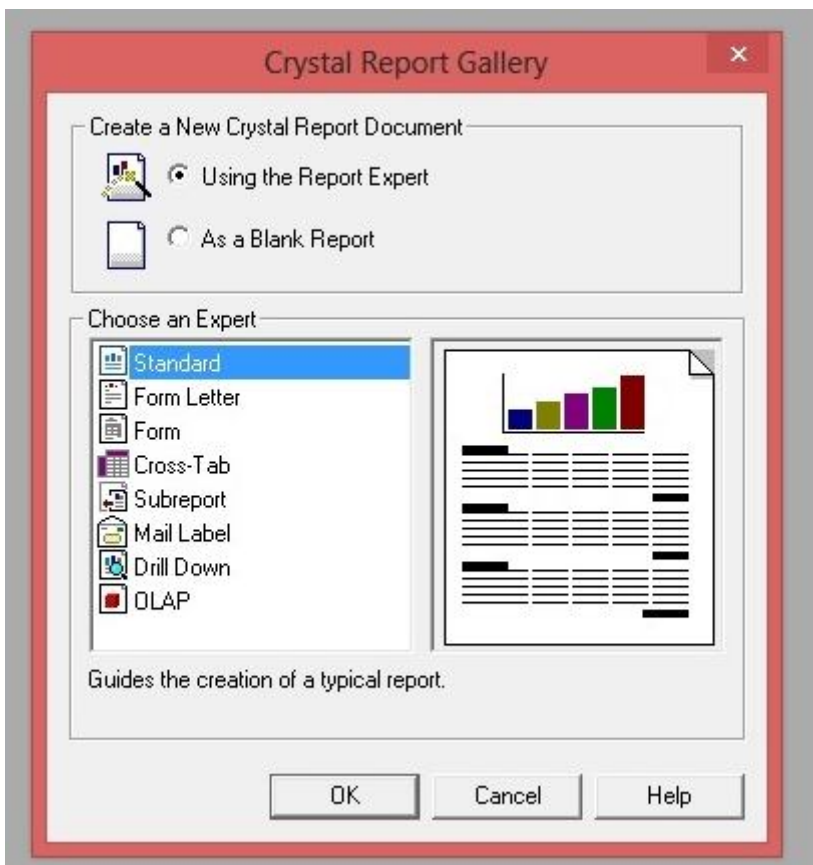 Crystal Report Gallery
Create a New Crystal Report Document
Using the Report Expert
As a Blank Report
Choose an Expert
Standard
Form Letter
Form
Cross-Tab
Subreport
Mail Label
Drill Down
OLAP
Guides the creation of a typical report.
OK Cancel Help